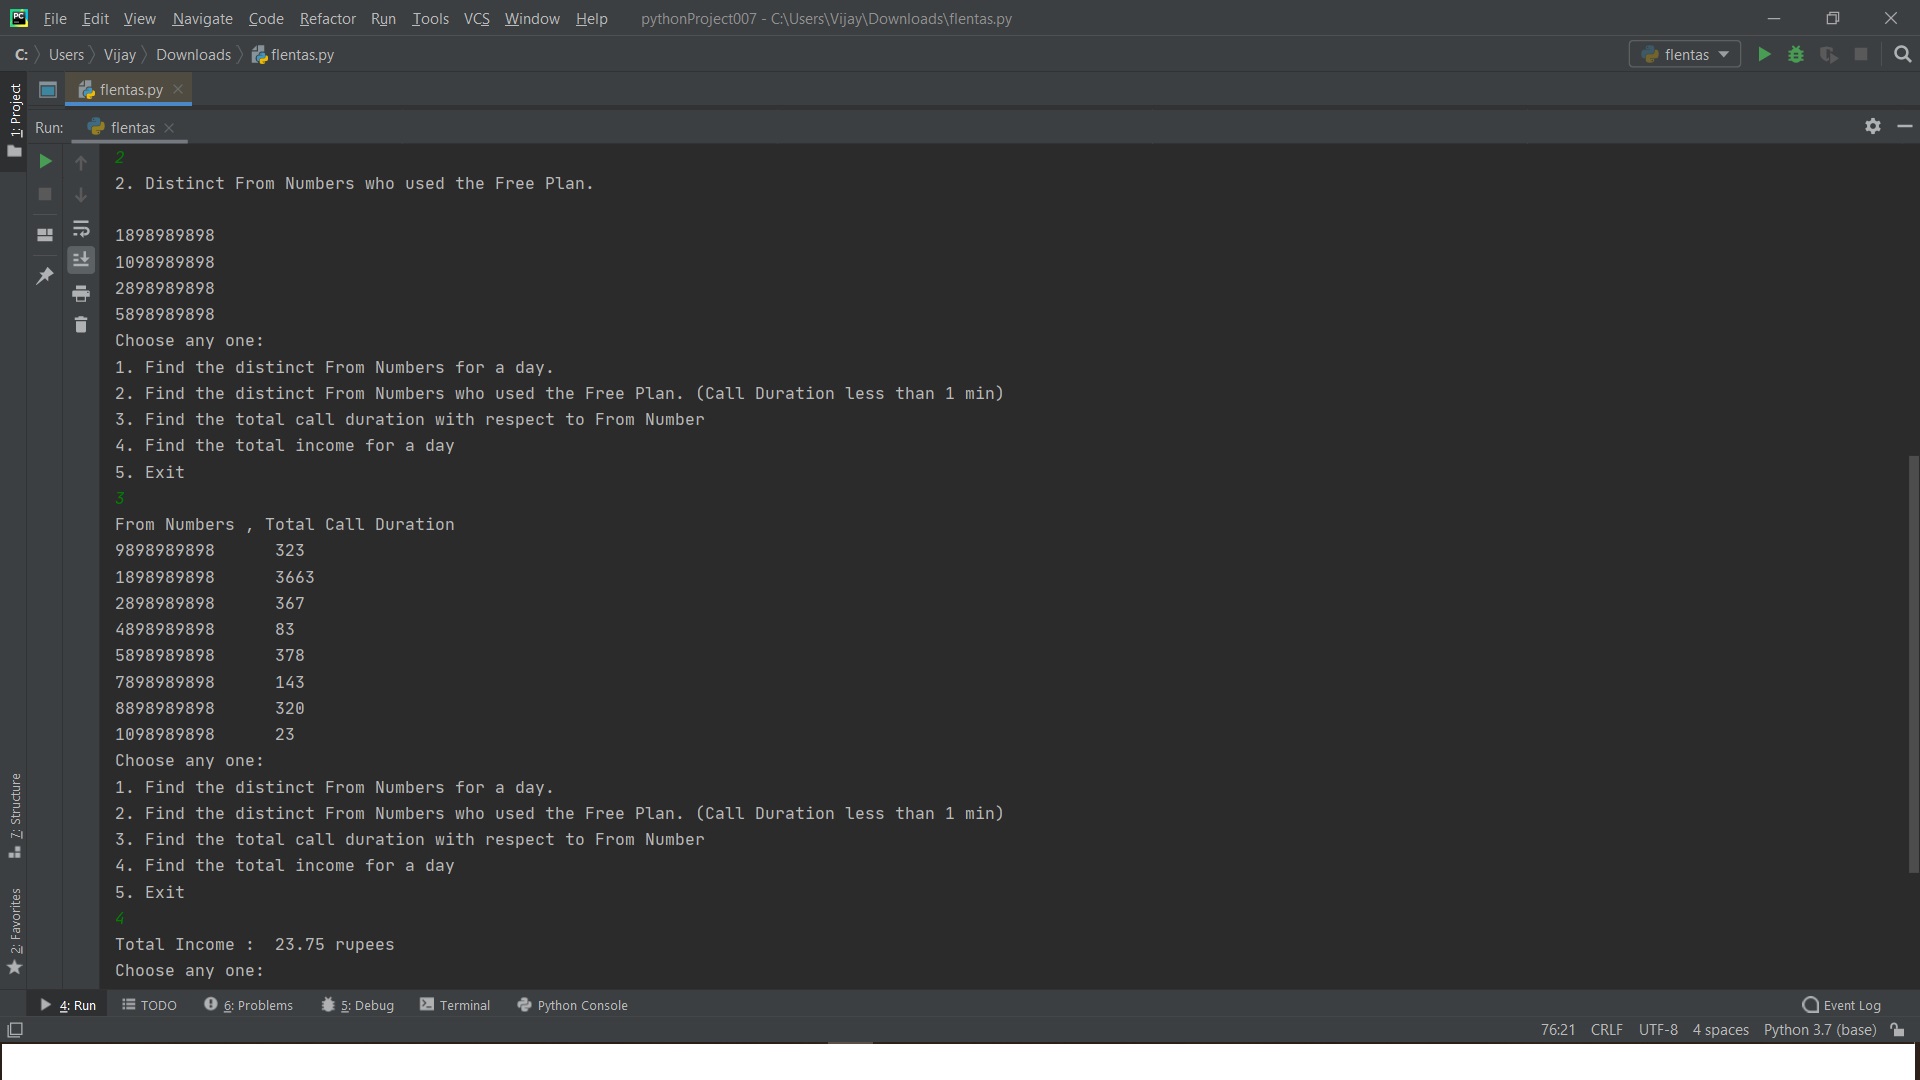 PC File Edit View Navigate Code Refactor Run Tools VCS Window Help pythonProject007 - C:\Users\Vijay\Downloads\flentas.py
C: Users Vijay Downloads flentas.py flentas
1: Project
flentas.py
Run: flentas
2
2. Distinct From Numbers who used the Free Plan.
1898989898
1098989898
2898989898
5898989898
Choose any one:
1. Find the distinct From Numbers for a day.
2. Find the distinct From Numbers who used the Free Plan. (Call Duration less than 1 min)
3. Find the total call duration with respect to From Number
4. Find the total income for a day
5. Exit
3
From Numbers , Total Call Duration
9898989898 323
1898989898 3663
2898989898 367
4898989898 83
5898989898 378
7898989898 143
8898989898 320
1098989898 23
Choose any one:
1. Find the distinct From Numbers for a day.
2. Find the distinct From Numbers who used the Free Plan. (Call Duration less than 1 min)
3. Find the total call duration with respect to From Number
4. Find the total income for a day
5. Exit
4
Total Income : 23.75 rupees
Choose any one:
7: Structure
2: Favorites
4: Run TODO 6: Problems 5: Debug Terminal Python Console Event Log
76:21 CRLF UTF-8 4 spaces Python 3.7 (base)